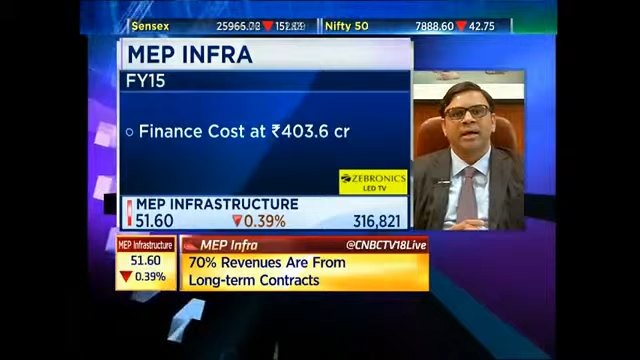 Sensex 25965.03 Nifty 50 7888.60 42.75
MEP INFRA
FY15
Finance Cost at ₹403.6 cr
ZEBRONICS
LED TV
MEP INFRASTRUCTURE
51.60 0.39% 316,821
MEP Infrastructure
51.60
0.39%
MEP Infra @CNBCTV18Live
70% Revenues Are From
Long-term Contracts